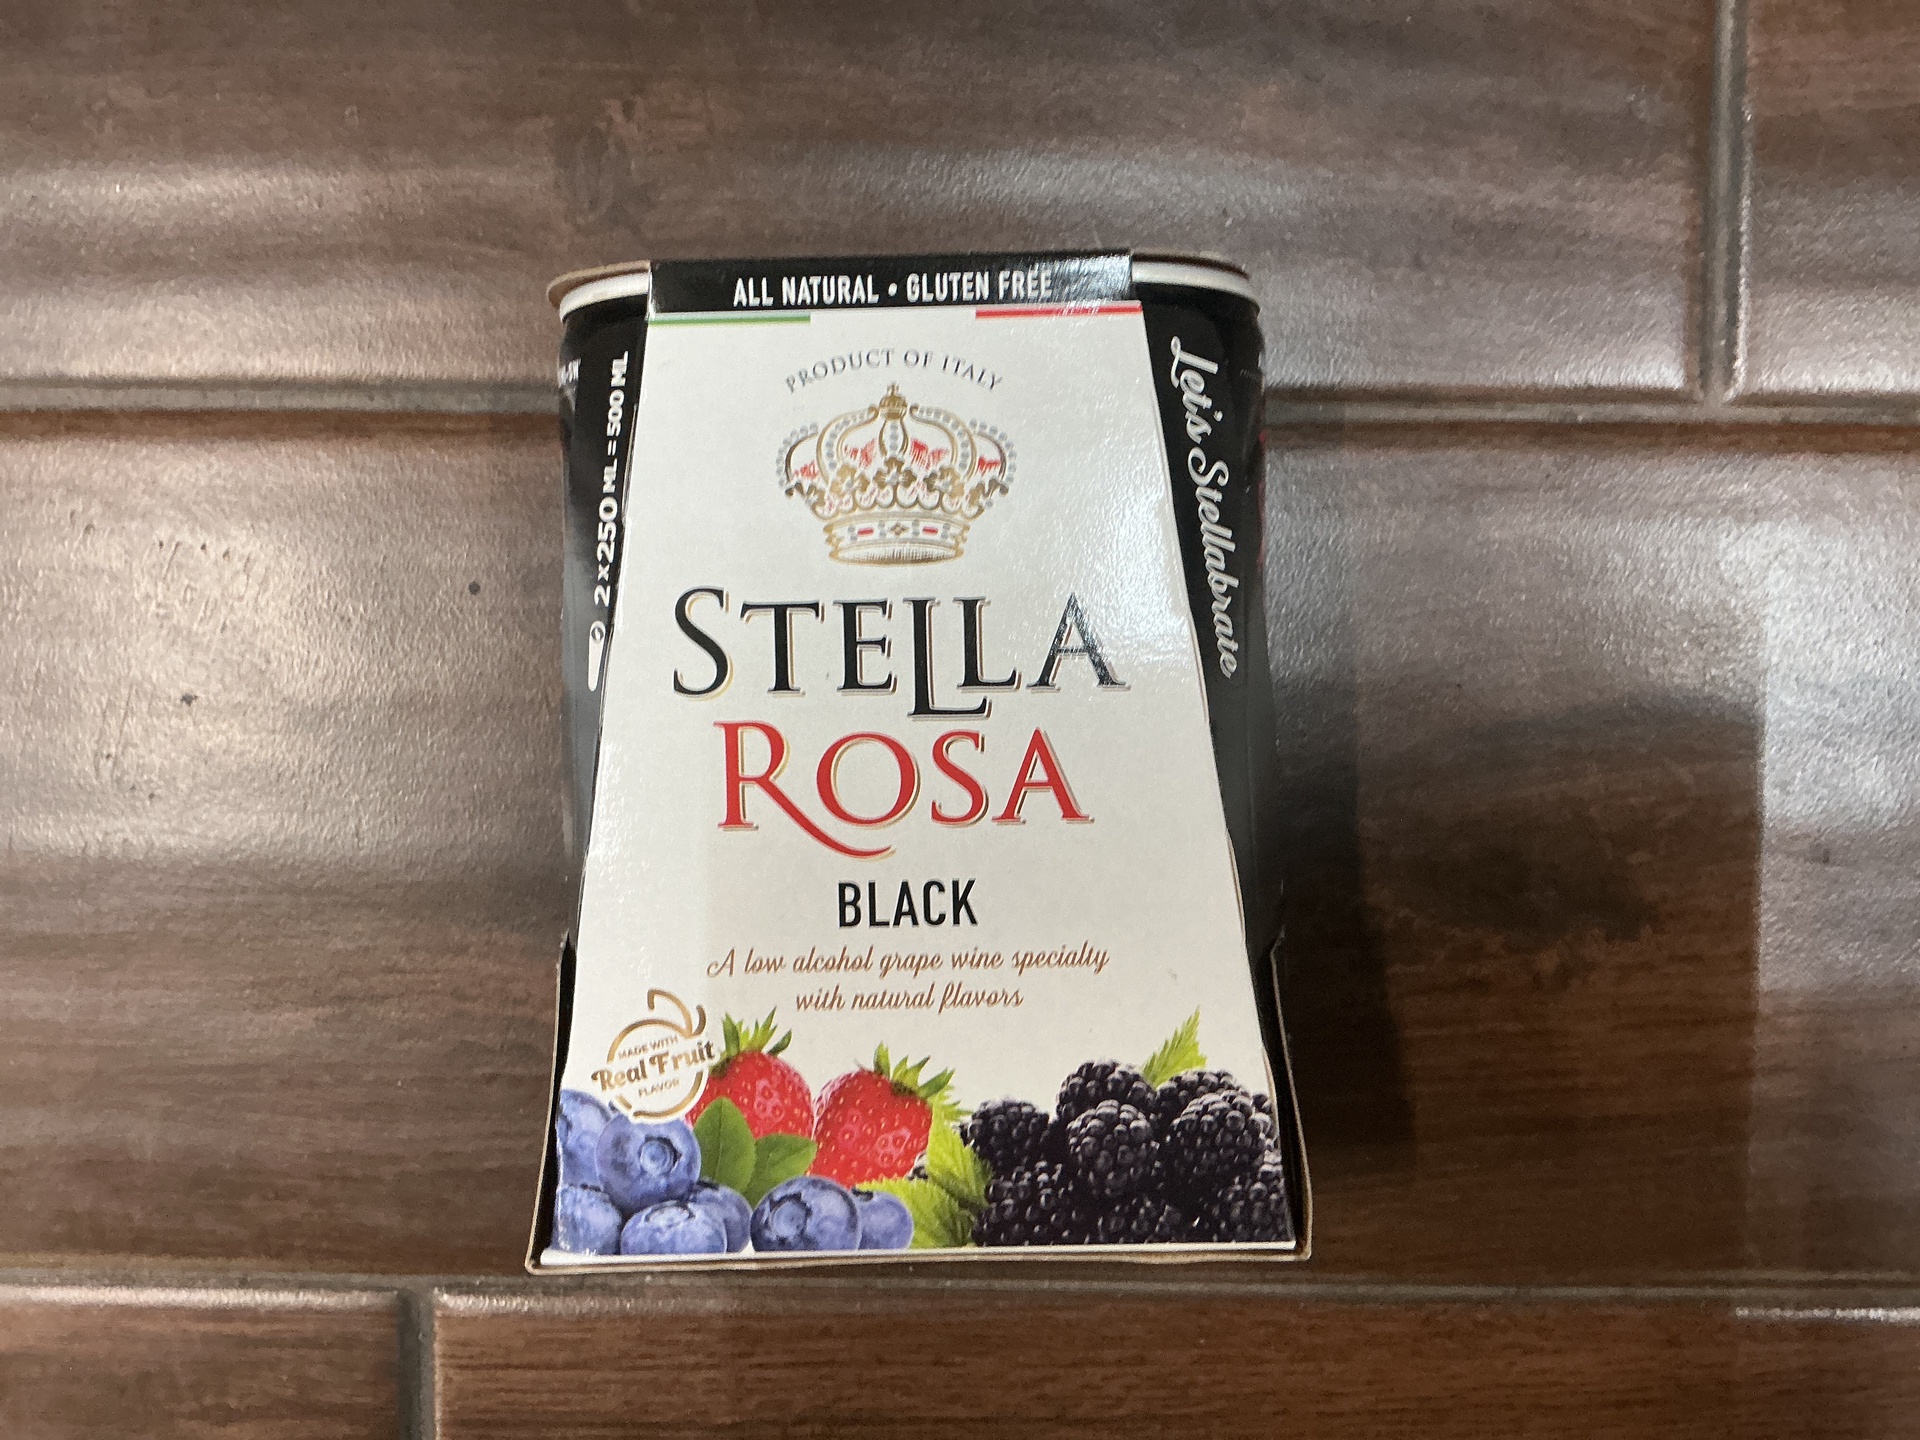 ALL NATURAL • GLUTEN FREE
PRODUCT OF ITALY
2 x 250 ML = 500 ML
Let's Stellabrate
STELLA
ROSA
BLACK
A low alcohol grape wine specialty
with natural flavors
MADE WITH
Real Fruit
FLAVOR